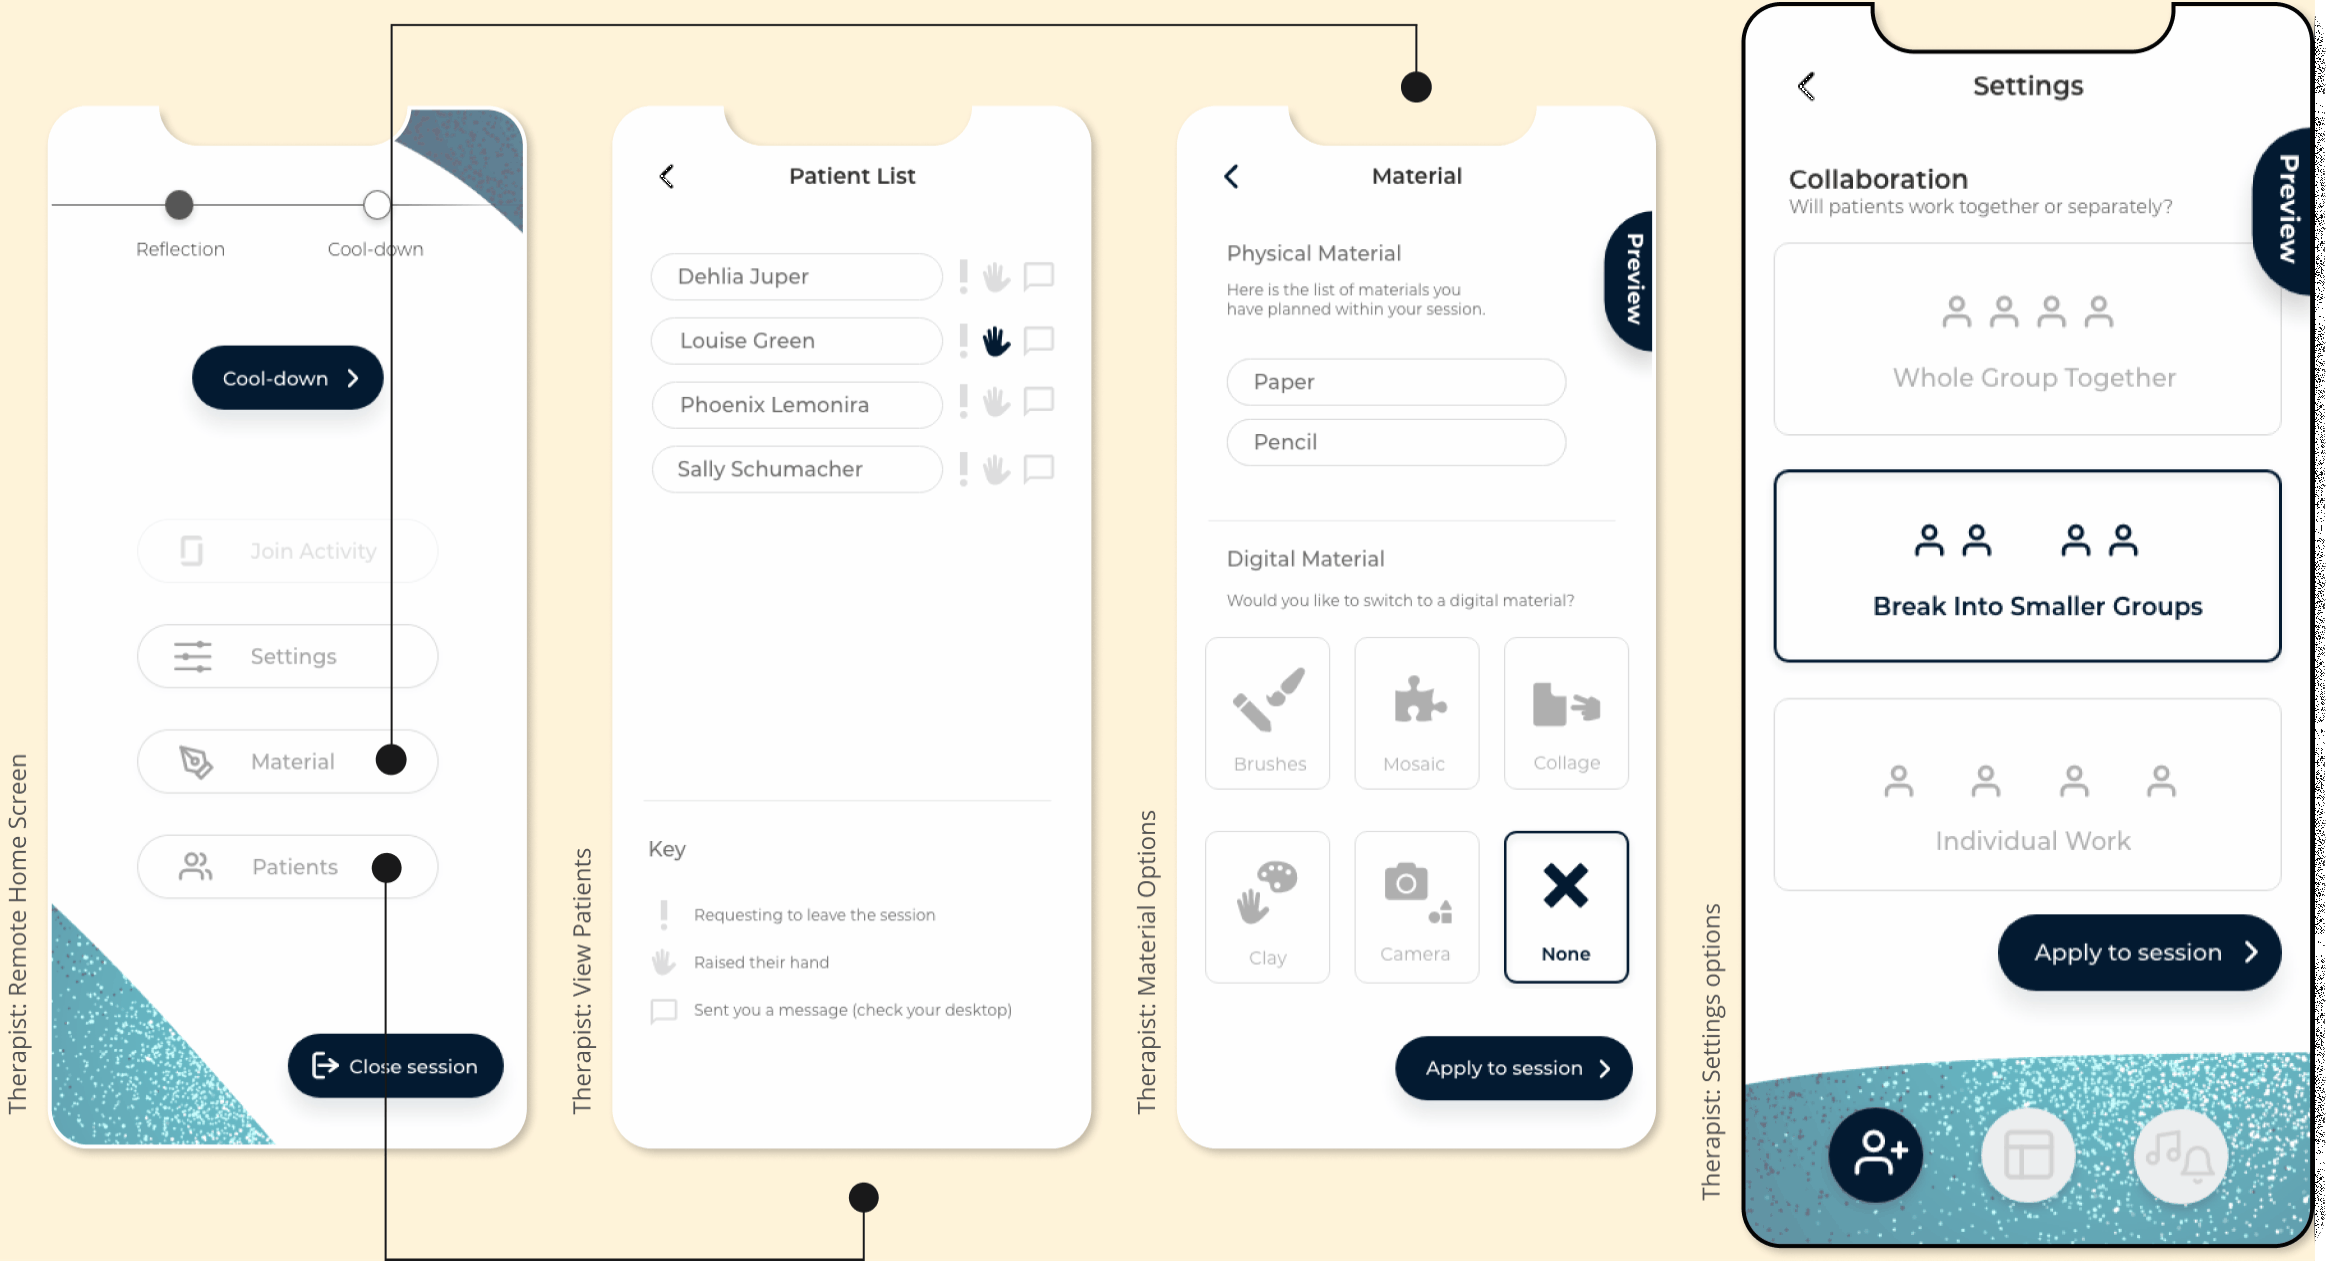 Therapist: Remote Home Screen
Reflection
Cool-down
Cool-down
Join Activity
Settings
Material
Patients
Close session
Therapist: View Patients
Patient List
Dehlia Juper
Louise Green
Phoenix Lemonira
Sally Schumacher
Key
Requesting to leave the session
Raised their hand
Sent you a message (check your desktop)
Therapist: Material Options
Material
Preview
Physical Material
Here is the list of materials you
have planned within your session.
Paper
Pencil
Digital Material
Would you like to switch to a digital material?
Brushes
Mosaic
Collage
Clay
Camera
None
Apply to session
Therapist: Settings options
Settings
Preview
Collaboration
Will patients work together or separately?
Whole Group Together
Break Into Smaller Groups
Individual Work
Apply to session